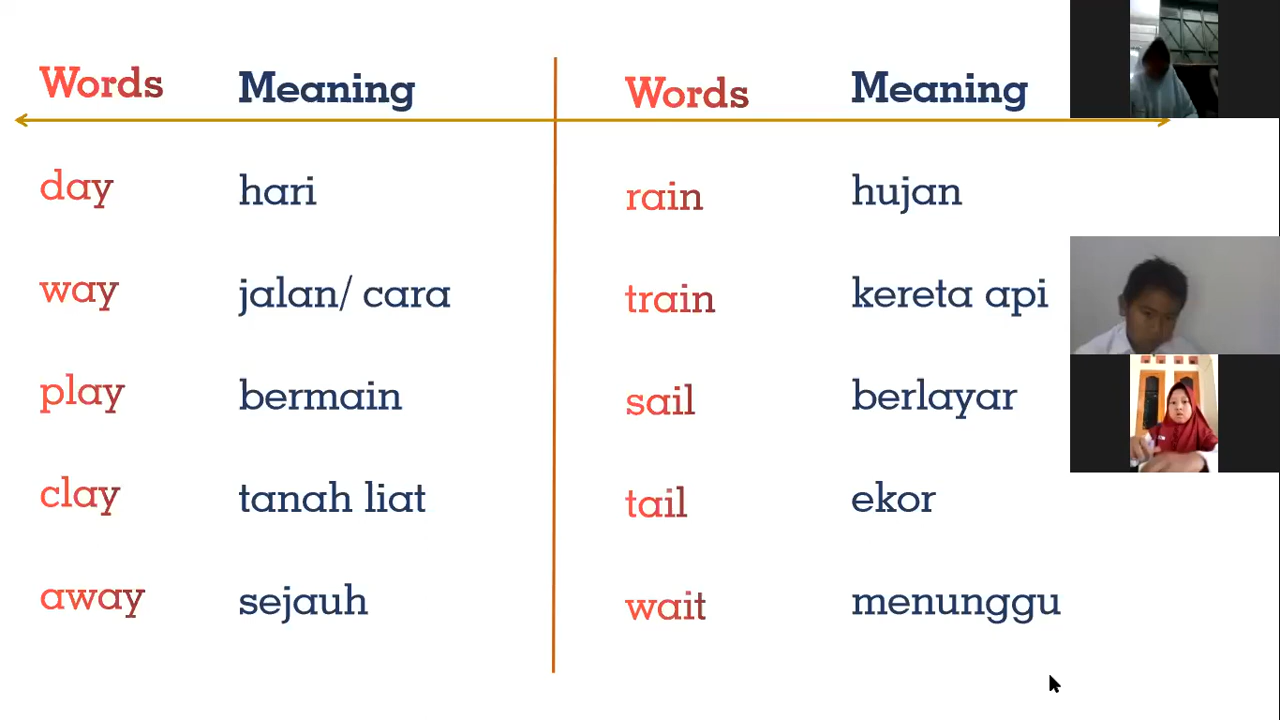 Words Meaning Words Meaning
day hari rain hujan
way jalan/ cara train kereta api
play bermain sail berlayar
clay tanah liat tail ekor
away sejauh wait menunggu